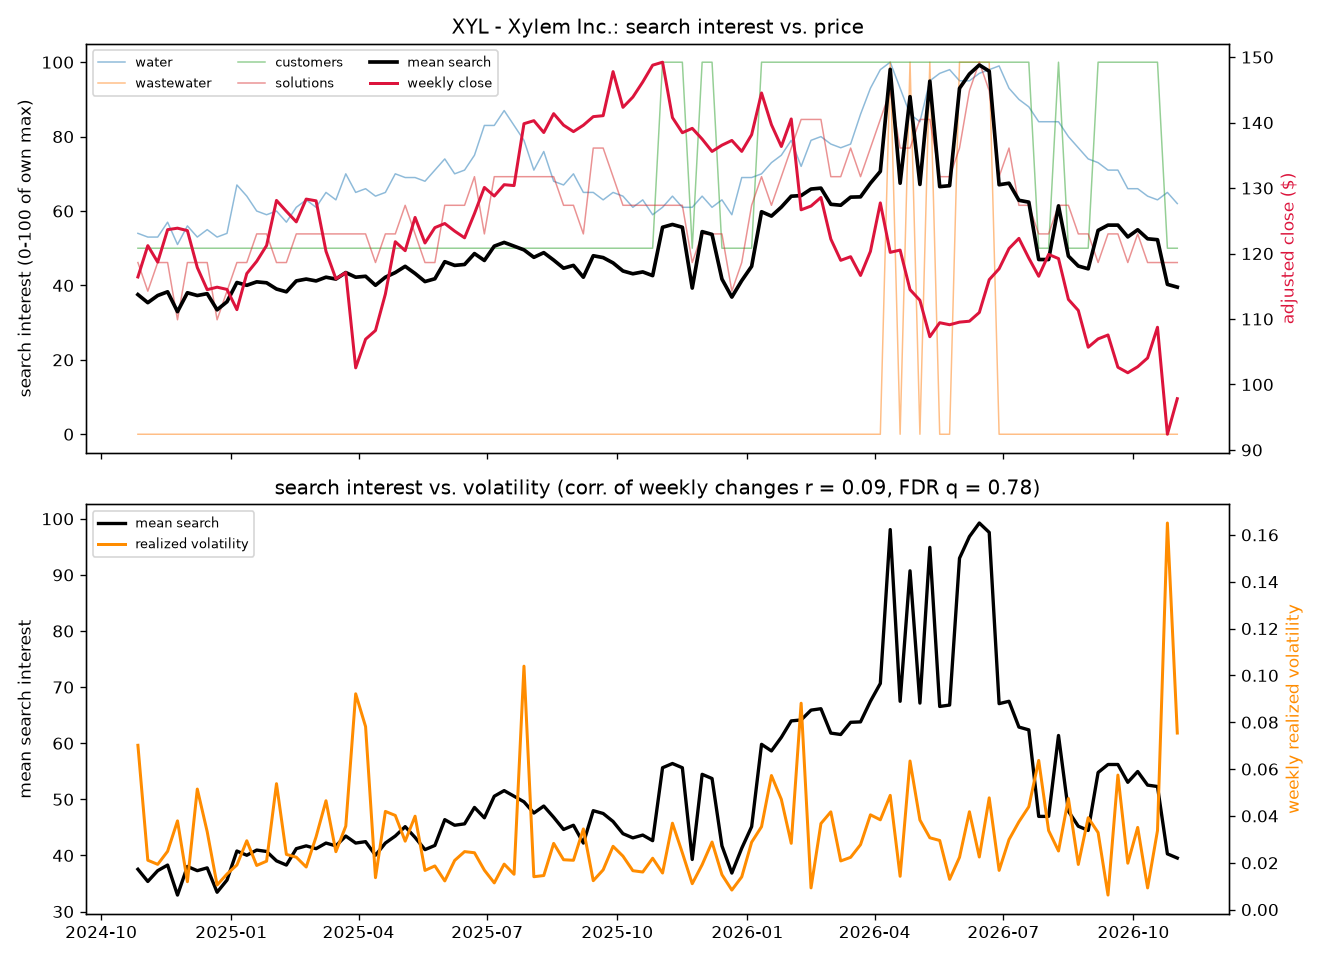 XYL - Xylem Inc.: search interest vs. price
water
wastewater
customers
solutions
mean search
weekly close
search interest (0-100 of own max)
100
80
60
40
20
0
adjusted close ($)
150
140
130
120
110
100
90
search interest vs. volatility (corr. of weekly changes r = 0.09, FDR q = 0.78)
mean search
realized volatility
mean search interest
100
90
80
70
60
50
40
30
weekly realized volatility
0.16
0.14
0.12
0.10
0.08
0.06
0.04
0.02
0.00
2024-10
2025-01
2025-04
2025-07
2025-10
2026-01
2026-04
2026-07
2026-10